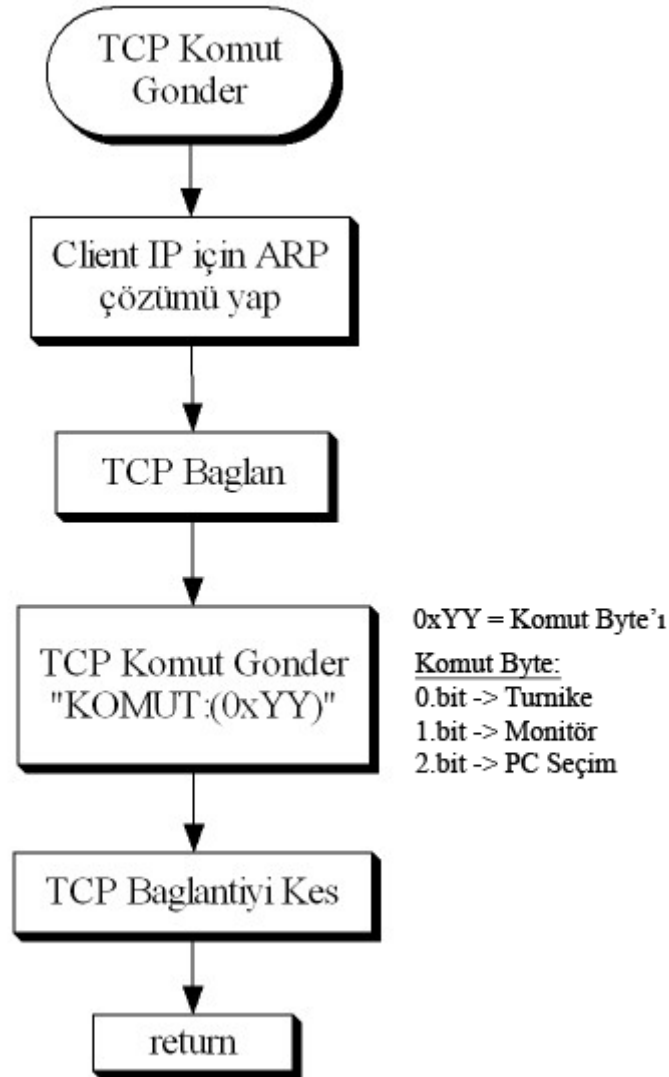 TCP Komut
Gonder
Client IP için ARP
çözümü yap
TCP Baglan
TCP Komut Gonder
"KOMUT:(0xYY)"
0xYY = Komut Byte’ı
Komut Byte:
0.bit -> Turnike
1.bit -> Monitör
2.bit -> PC Seçim
TCP Baglantiyi Kes
return